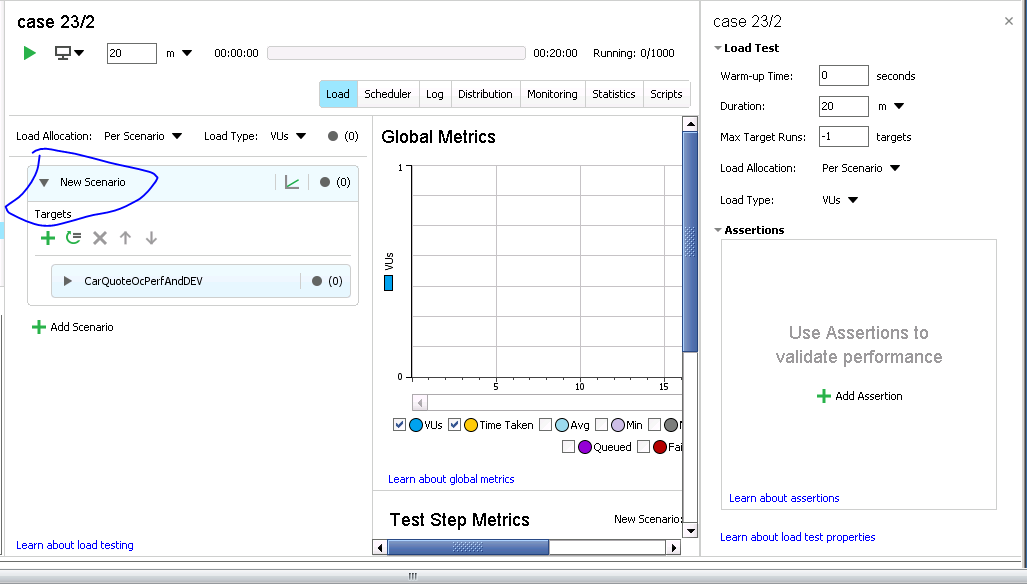 case 23/2
20 m 00:00:00 00:20:00 Running: 0/1000
Load Scheduler Log Distribution Monitoring Statistics Scripts
Load Allocation: Per Scenario Load Type: VUs (0)
New Scenario (0)
Targets
CarQuoteOcPerfAndDEV (0)
Add Scenario
Learn about load testing
Global Metrics
1
VUs
0
5 10 15
VUs Time Taken Avg Min
Queued Fai
Learn about global metrics
Test Step Metrics New Scenario:
case 23/2
Load Test
Warm-up Time: 0 seconds
Duration: 20 m
Max Target Runs: -1 targets
Load Allocation: Per Scenario
Load Type: VUs
Assertions
Use Assertions to
validate performance
Add Assertion
Learn about assertions
Learn about load test properties